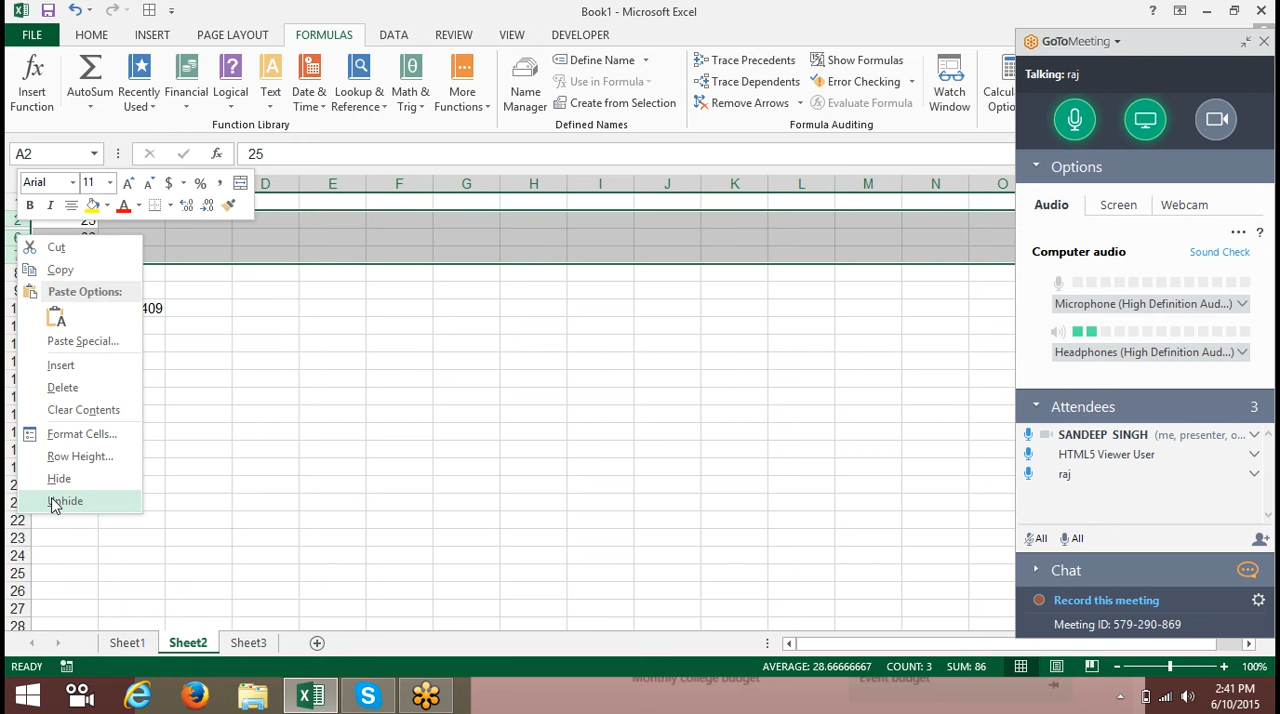 Book1 - Microsoft Excel
?
FILE HOME INSERT PAGE LAYOUT FORMULAS DATA REVIEW VIEW DEVELOPER
Insert Function
AutoSum
Recently Used
Financial
Logical
Text
Date & Time
Lookup & Reference
Math & Trig
More Functions
Function Library
Name Manager
Define Name
Use in Formula
Create from Selection
Defined Names
Trace Precedents
Trace Dependents
Remove Arrows
Show Formulas
Error Checking
Evaluate Formula
Formula Auditing
Watch Window
A2
fx
25
Arial 11 A A $ % ,
B I A
D E F G H I J K L M N O
2
409
Cut
Copy
Paste Options:
Paste Special...
Insert
Delete
Clear Contents
Format Cells...
Row Height...
Hide
22
23
24
25
26
27
28
Sheet1 Sheet2 Sheet3
READY
AVERAGE: 28.66666667 COUNT: 3 SUM: 86
100%
GoToMeeting
Talking: raj
Options
Audio Screen Webcam
... ?
Computer audio Sound Check
Microphone (High Definition Aud...)
Headphones (High Definition Aud...)
Attendees 3
SANDEEP SINGH (me, presenter, o...
HTML5 Viewer User
raj
All All
Chat
Record this meeting
Meeting ID: 579-290-869
Monthly college budget
Event budget
2:41 PM
6/10/2015